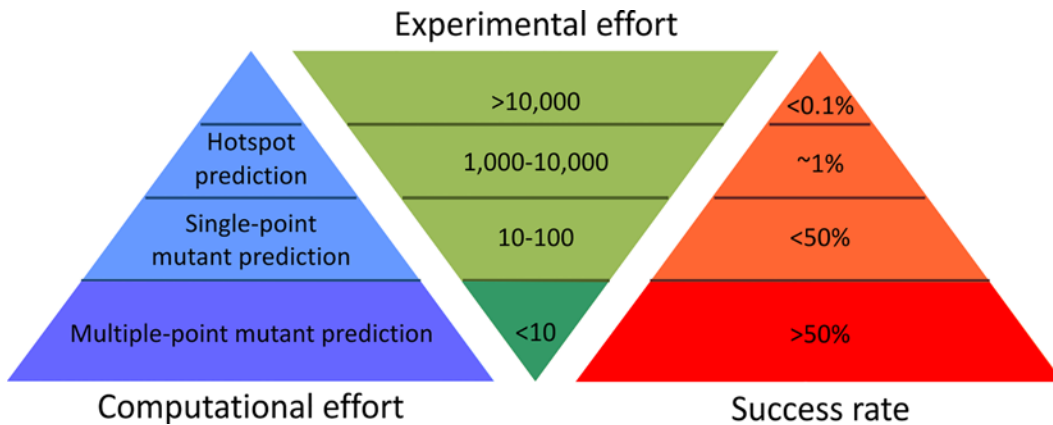 Experimental effort
>10,000
<0.1%
Hotspot
prediction
1,000-10,000
~1%
Single-point
mutant prediction
10-100
<50%
Multiple-point mutant prediction
<10
>50%
Computational effort
Success rate